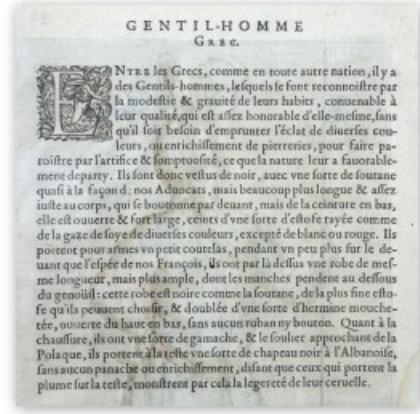 GENTIL-HOMME
GREC.
ENTRE les Grecs, comme en toute autre nation, il y a
des Gentils-hommes, lesquels se font reconnoistre par
la modestie & grauité de leurs habits, conuenable à
leur qualité, qui est assez honorable d'elle-mesme, sans
qu'il soit besoin d'emprunter l'éclat de diuerses cou-
leurs, ou enrichissement de pierreries, pour faire pa-
roistre par l'artifice & somptuosité, ce que la nature leur a fauorable-
ment departy. Ils sont donc vestus de noir, auec vne sorte de soutane
quasi à la façon de nos Aduocats, mais beaucoup plus longue & assez
iuste au corps, qui se boutonne par deuant, mais de la ceinture en bas,
elle est ouuerte & fort large, ceints d'vne sorte d'estofe rayée comme
de la gaze de soye de diuerses couleurs, excepté de blanc ou rouge. Ils
portent pour armes vn petit coutelas, pendant vn peu plus sur le de-
uant que l'espée de nos François, ils ont par là dessus vne robe de mes-
me longueur, mais plus ample, dont les manches pendent au dessous
du genoüil: cette robe est noire comme la soutane, de la plus fine esto-
fe qu'ils peuuent choisir, & doublée d'vne sorte d'hermine mouche-
tée, ouuerte du haut en bas, sans aucun ruban ny bouton. Quant à la
chaussure, ils ont vne sorte de gamache, & le soulier approchant de la
Polaque, ils portent à la teste vne sorte de chapeau noir à l'Albanoise,
sans aucun panache ou enrichissement, disant que ceux qui portent la
plume sur la teste, monstrent par cela la legereté de leur ceruelle.